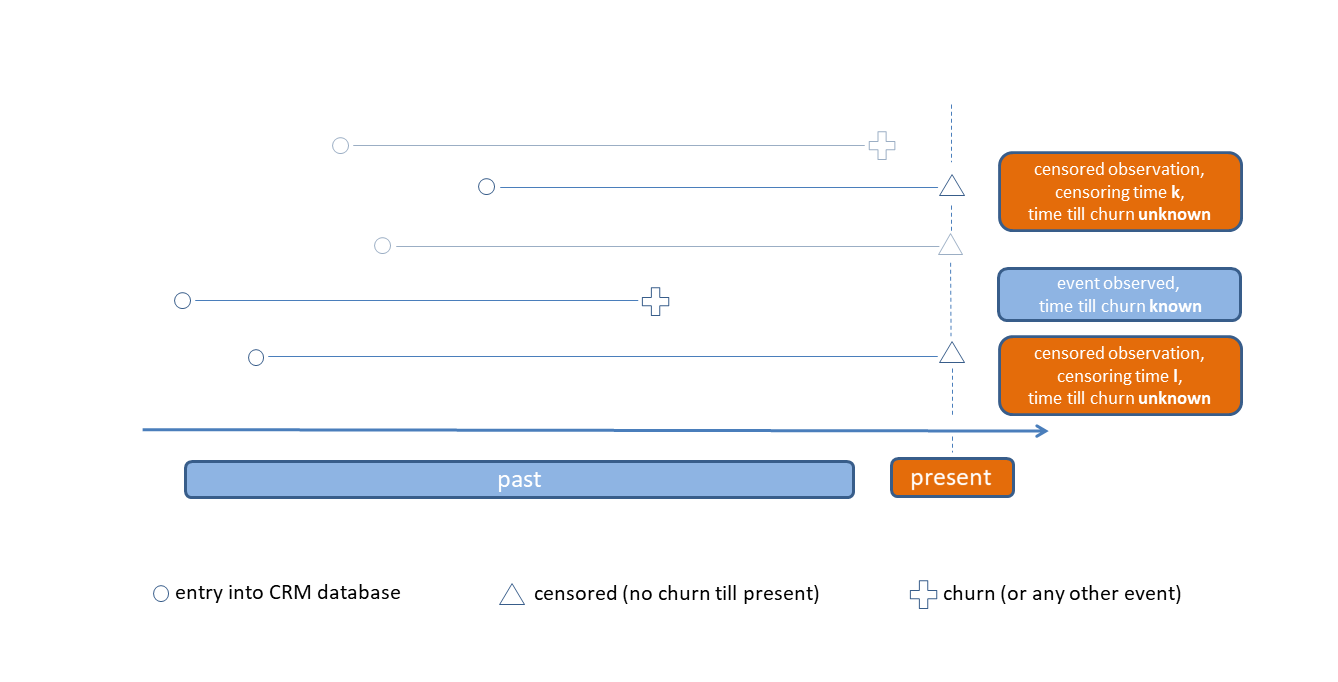 censored observation,
censoring time k,
time till churn unknown
event observed,
time till churn known
censored observation,
censoring time l,
time till churn unknown
past
present
entry into CRM database
censored (no churn till present)
churn (or any other event)